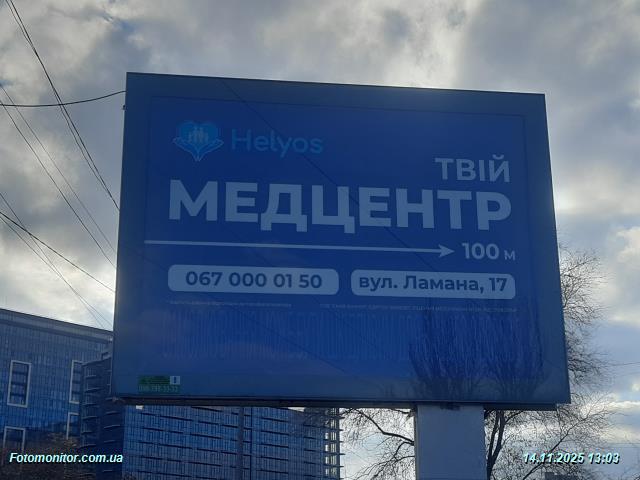 Helyos
ТВІЙ
МЕДЦЕНТР
100 м
067 000 01 50
вул. Ламана, 17
Fotomonitor.com.ua
14.11.2025 13:03